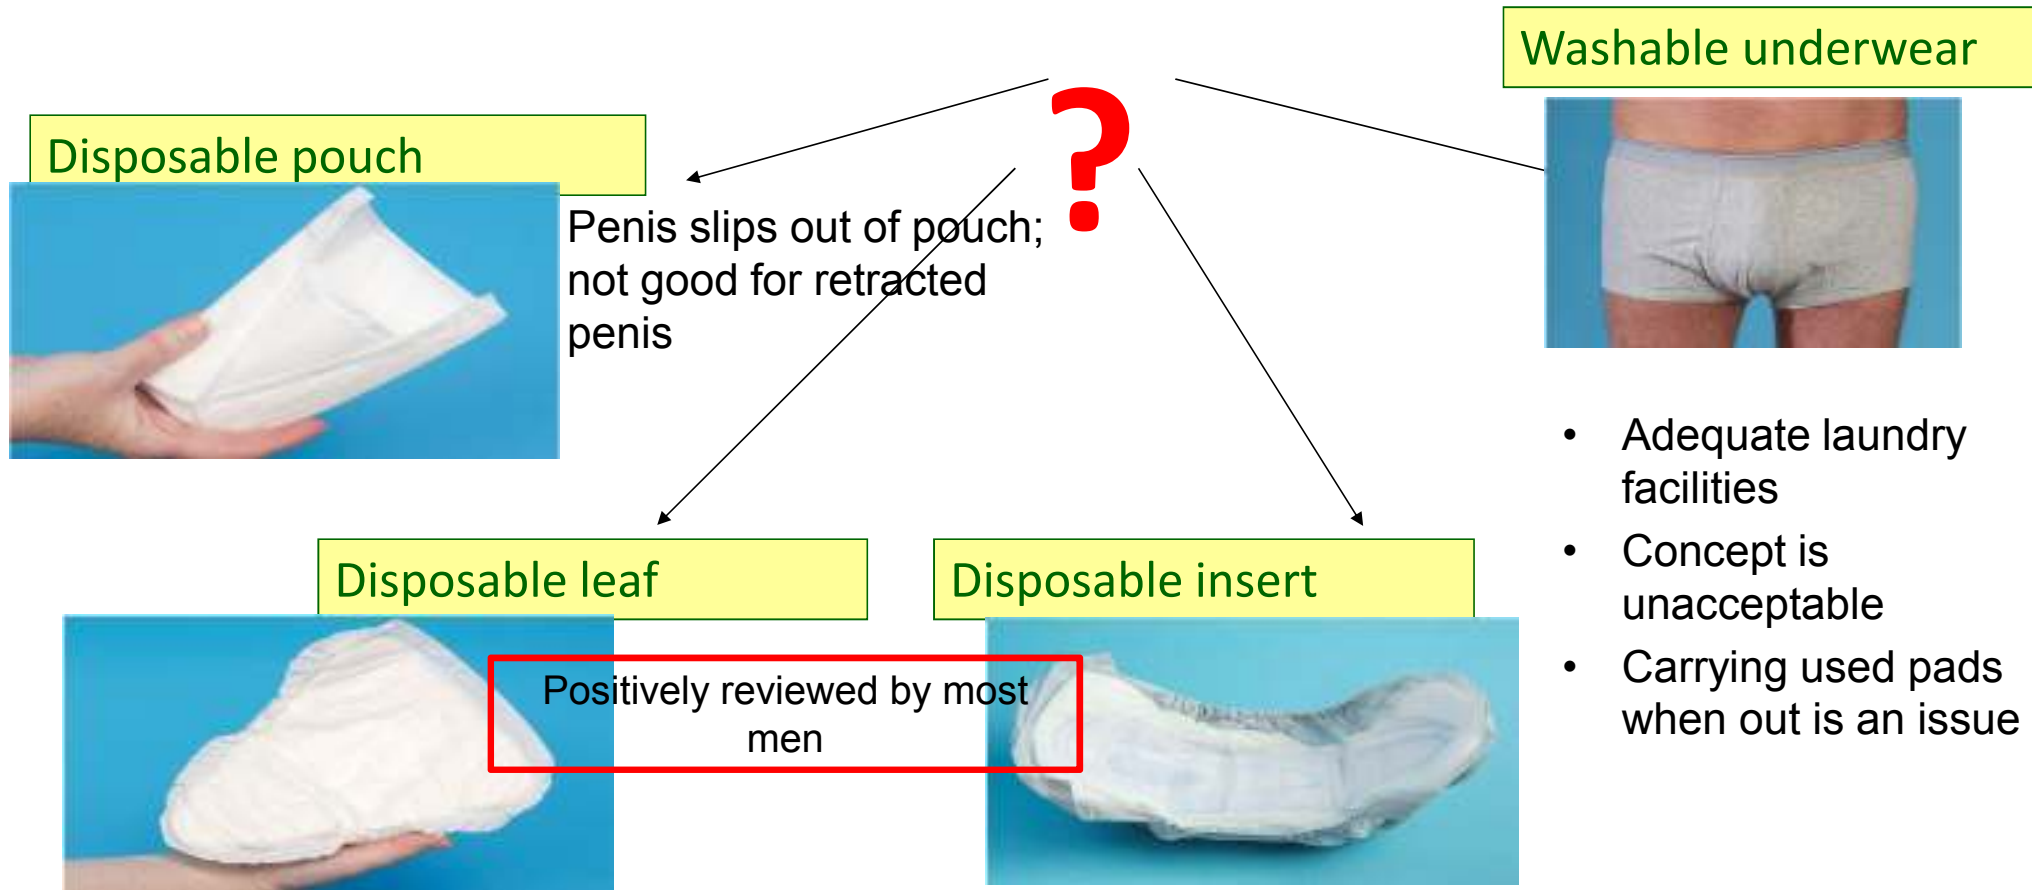 Washable underwear
?
Disposable pouch
Penis slips out of pouch;
not good for retracted
penis
• Adequate laundry
facilities
• Concept is
unacceptable
• Carrying used pads
when out is an issue
Disposable leaf
Disposable insert
Positively reviewed by most
men